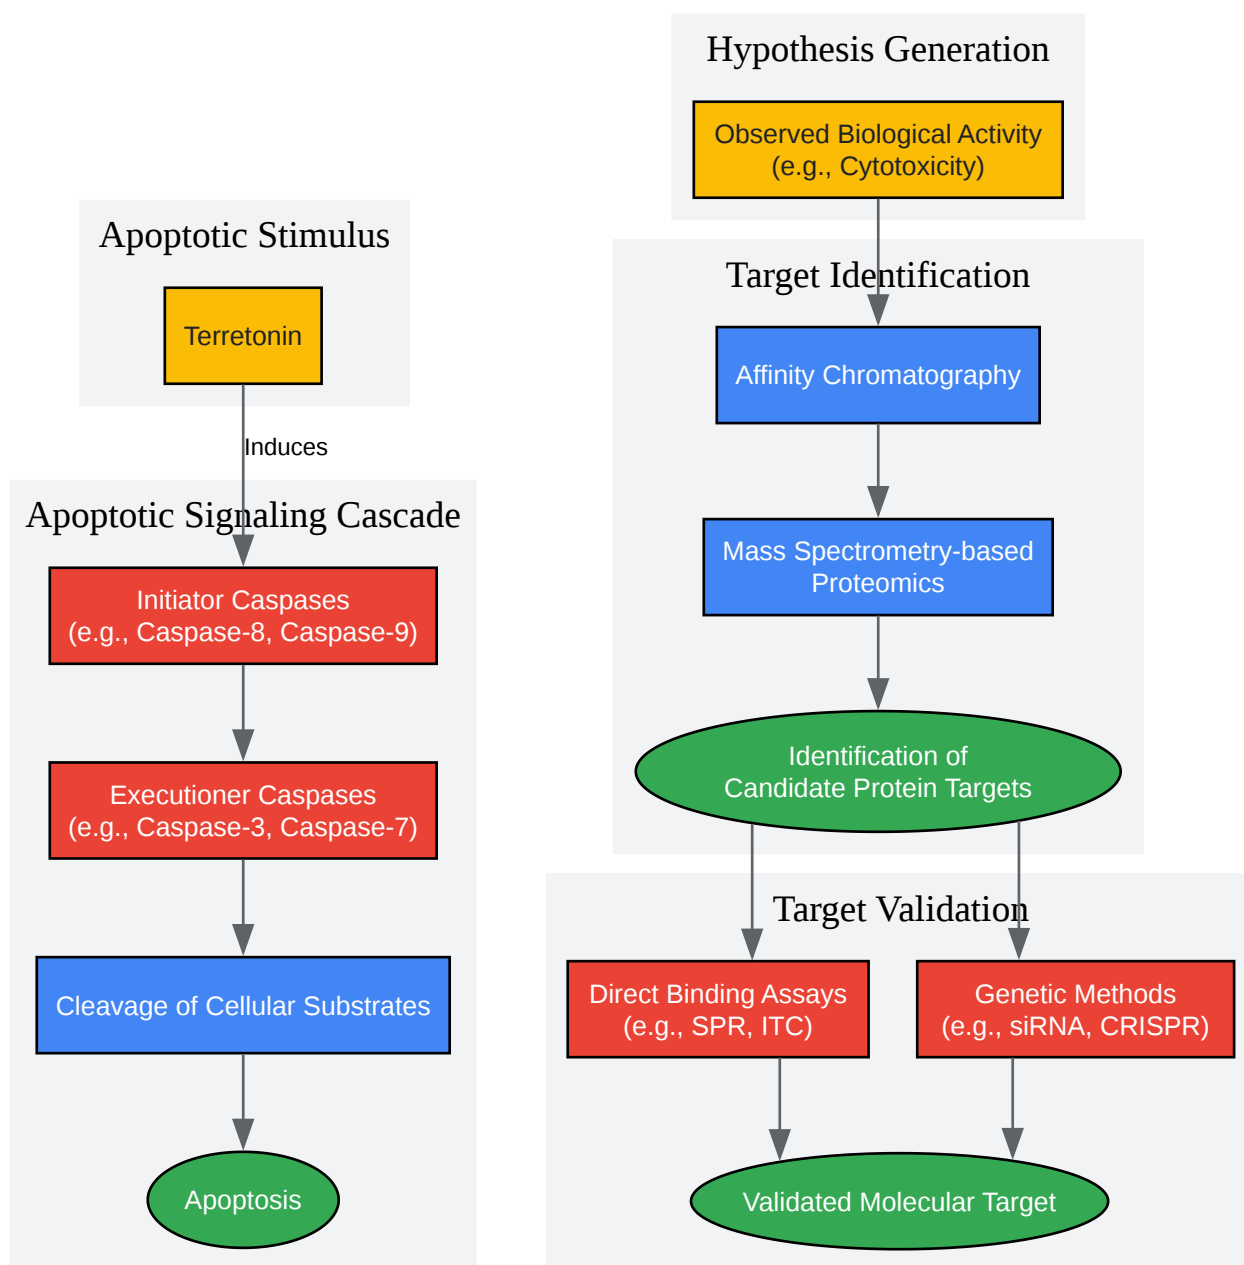 Apoptotic Stimulus
Terretonin
Induces
Apoptotic Signaling Cascade
Initiator Caspases
(e.g., Caspase-8, Caspase-9)
Executioner Caspases
(e.g., Caspase-3, Caspase-7)
Cleavage of Cellular Substrates
Apoptosis
Hypothesis Generation
Observed Biological Activity
(e.g., Cytotoxicity)
Target Identification
Affinity Chromatography
Mass Spectrometry-based
Proteomics
Identification of
Candidate Protein Targets
Target Validation
Direct Binding Assays
(e.g., SPR, ITC)
Genetic Methods
(e.g., siRNA, CRISPR)
Validated Molecular Target